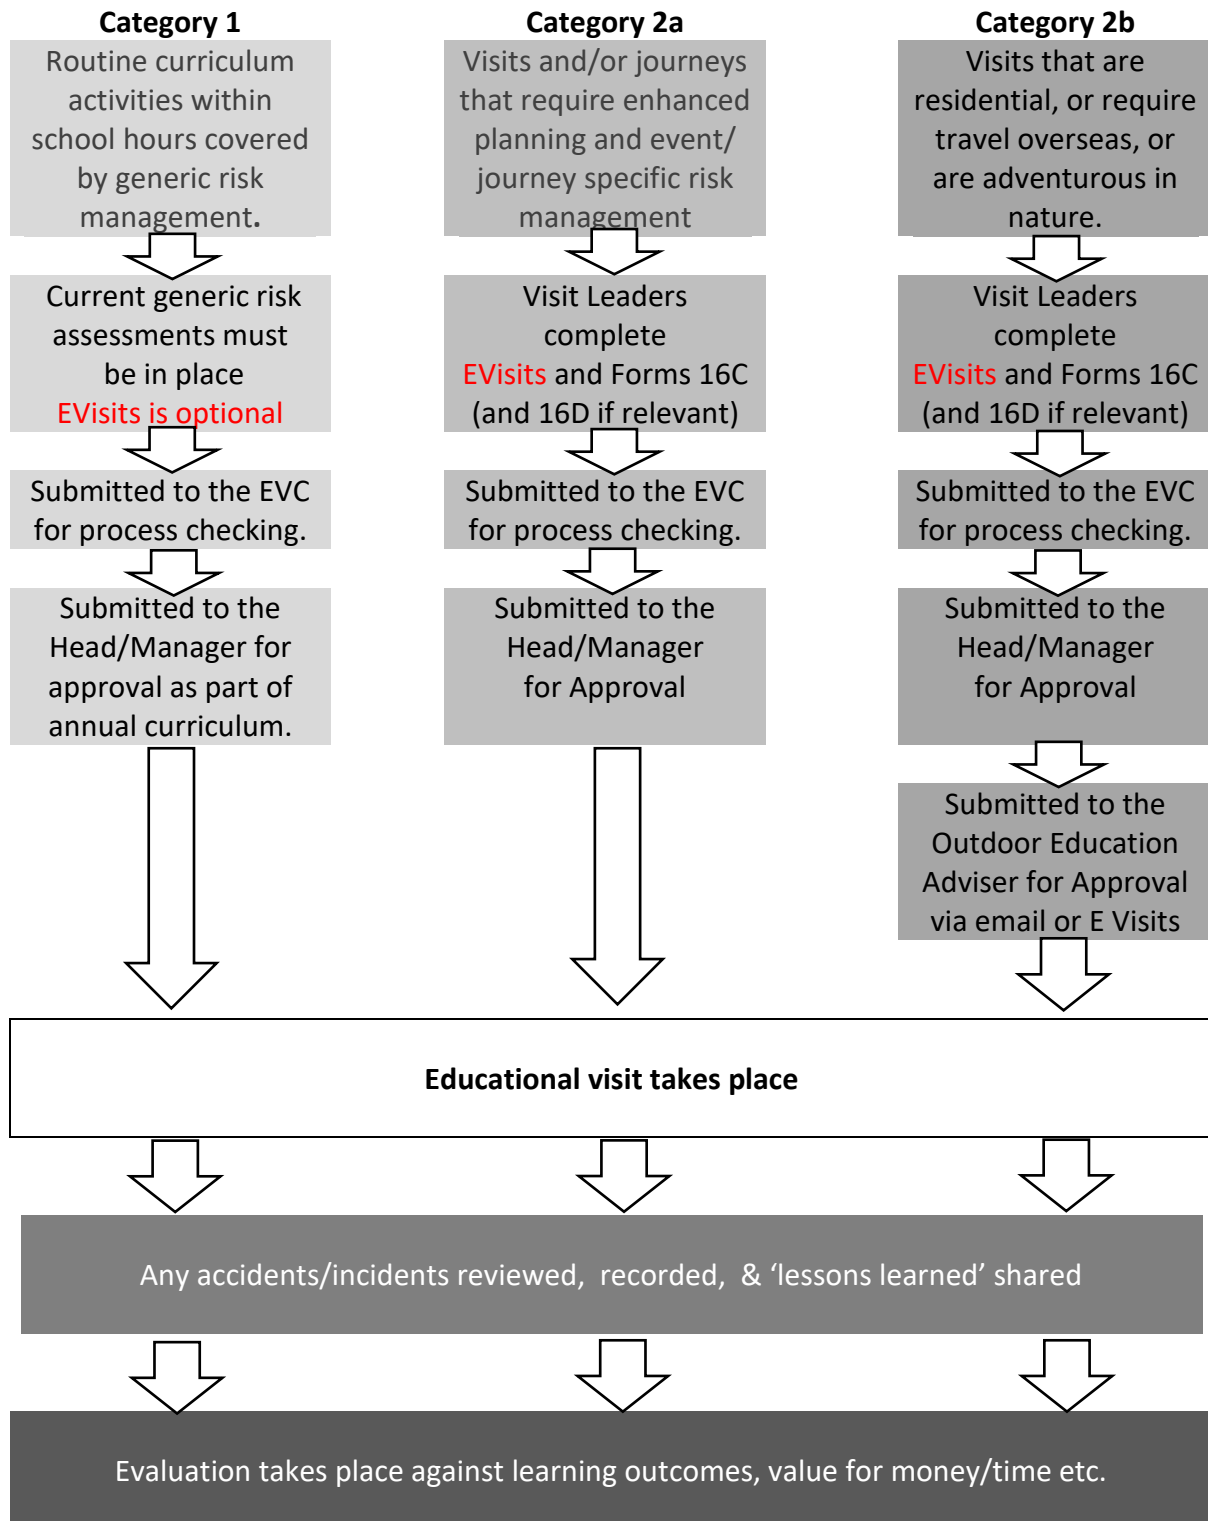 Category 1
Routine curriculum
activities within
school hours covered
by generic risk
management.
Current generic risk
assessments must
be in place
EVisits is optional
Submitted to the EVC
for process checking.
Submitted to the
Head/Manager for
approval as part of
annual curriculum.
Category 2a
Visits and/or journeys
that require enhanced
planning and event/
journey specific risk
management
Visit Leaders
complete
EVisits and Forms 16C
(and 16D if relevant)
Submitted to the EVC
for process checking.
Submitted to the
Head/Manager
for Approval
Category 2b
Visits that are
residential, or require
travel overseas, or
are adventurous in
nature.
Visit Leaders
complete
EVisits and Forms 16C
(and 16D if relevant)
Submitted to the EVC
for process checking.
Submitted to the
Head/Manager
for Approval
Submitted to the
Outdoor Education
Adviser for Approval
via email or E Visits
Educational visit takes place
Any accidents/incidents reviewed,  recorded,  & ‘lessons learned’ shared
Evaluation takes place against learning outcomes, value for money/time etc.